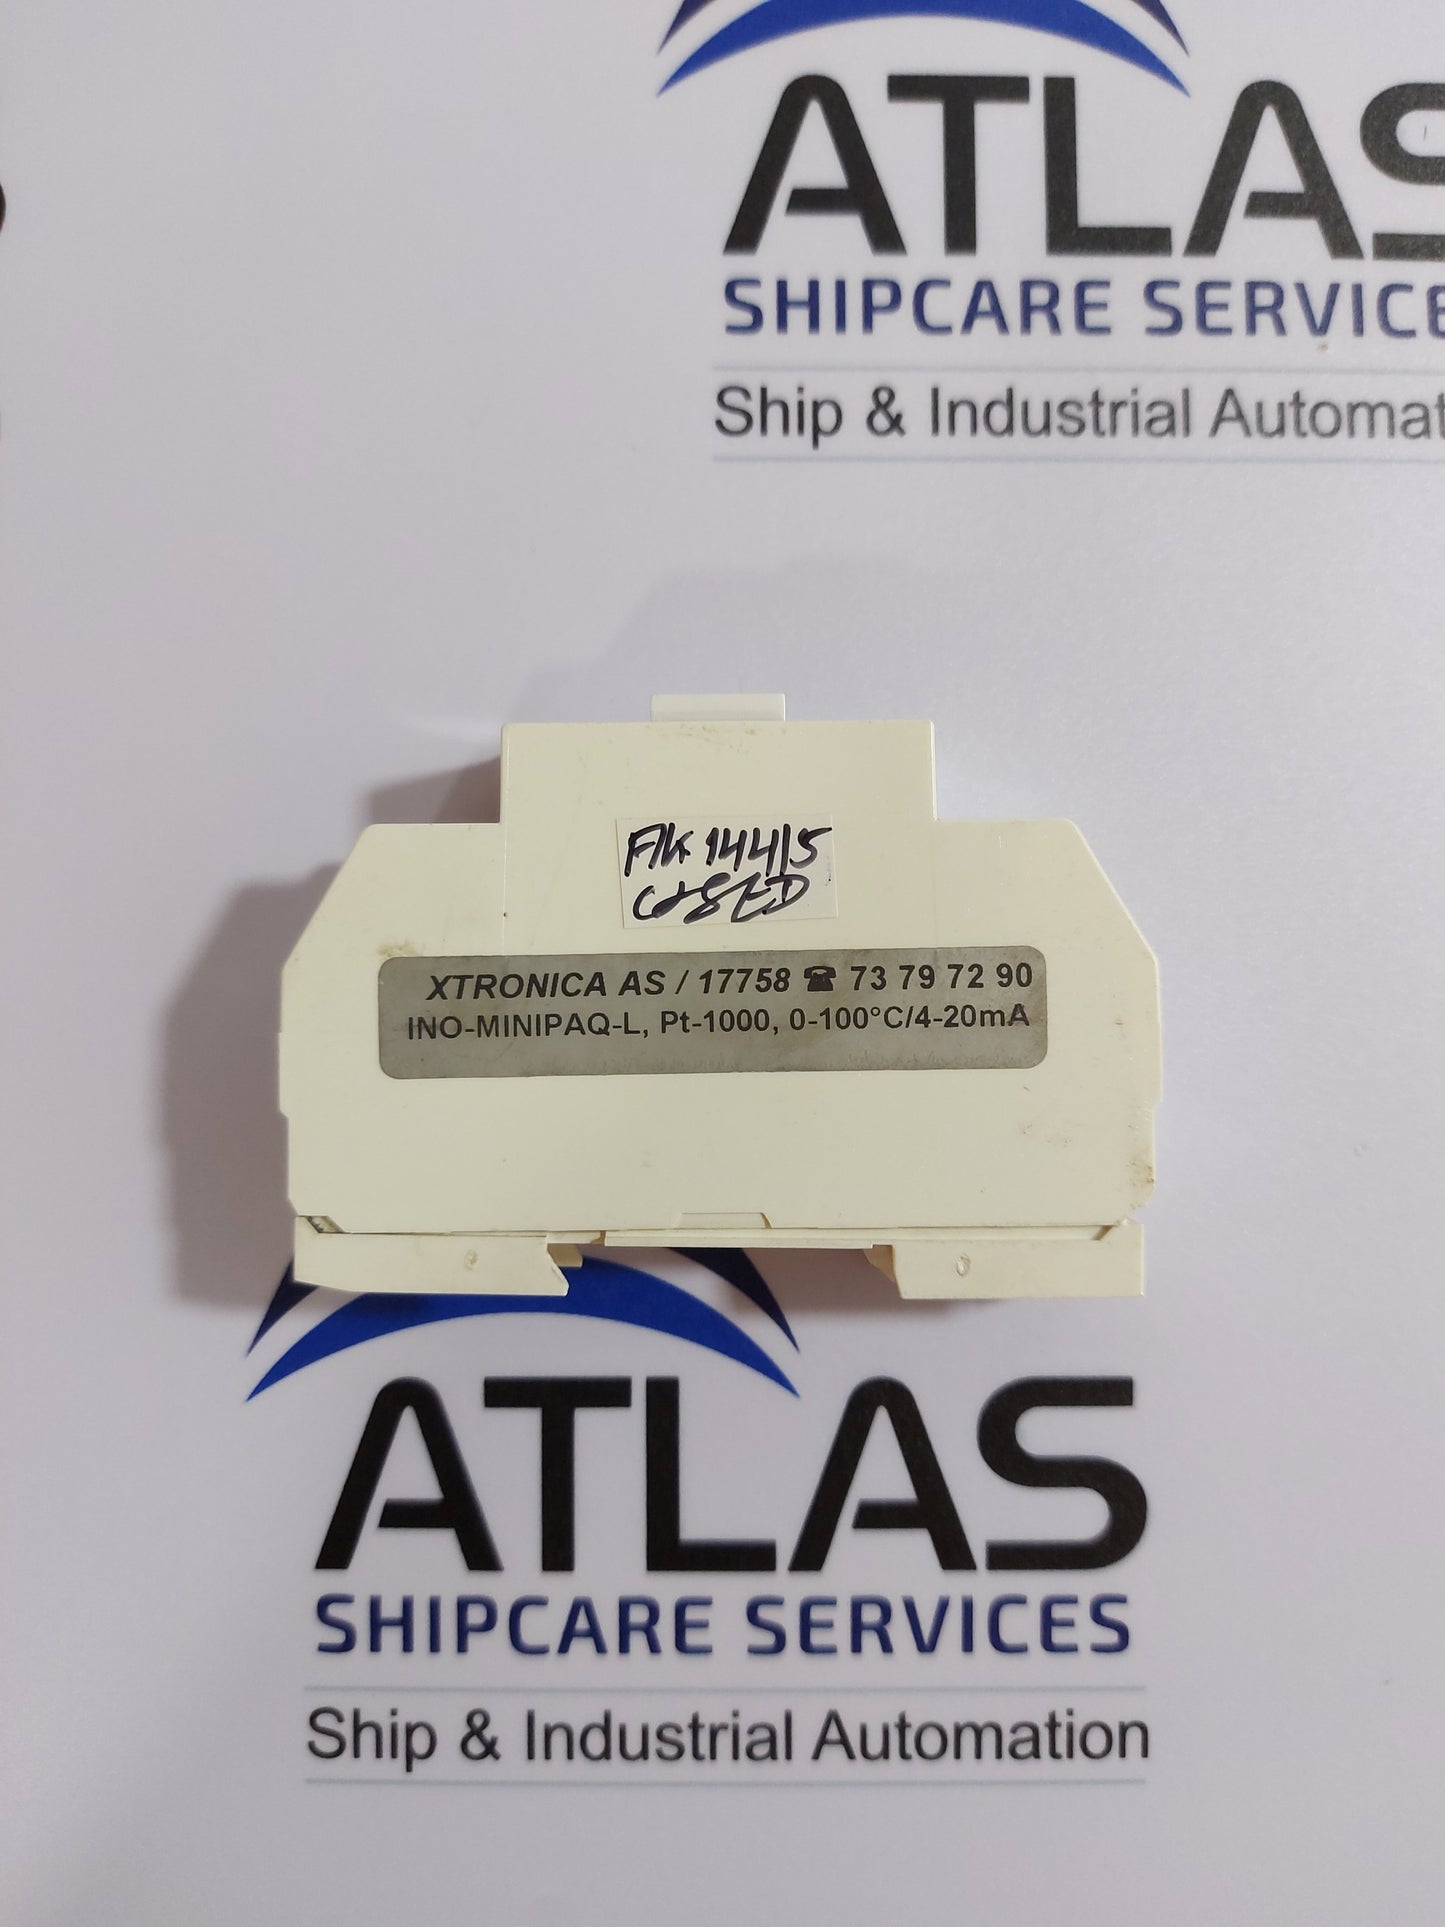 ATLAS
SHIPCARE SERVICE
Ship & Industrial Automat
F/K 14415
USED
XTRONICA AS / 17758 ☎ 73 79 72 90
INO-MINIPAQ-L, Pt-1000, 0-100°C/4-20mA
ATLAS
SHIPCARE SERVICES
Ship & Industrial Automation